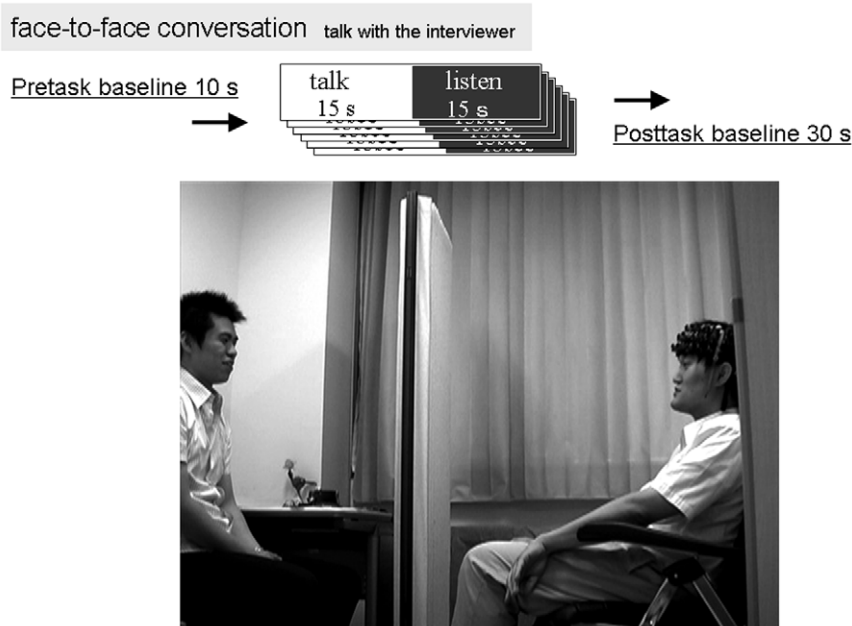 face-to-face conversation talk with the interviewer
Pretask baseline 10 s
talk listen
15 s 15 s
Posttask baseline 30 s